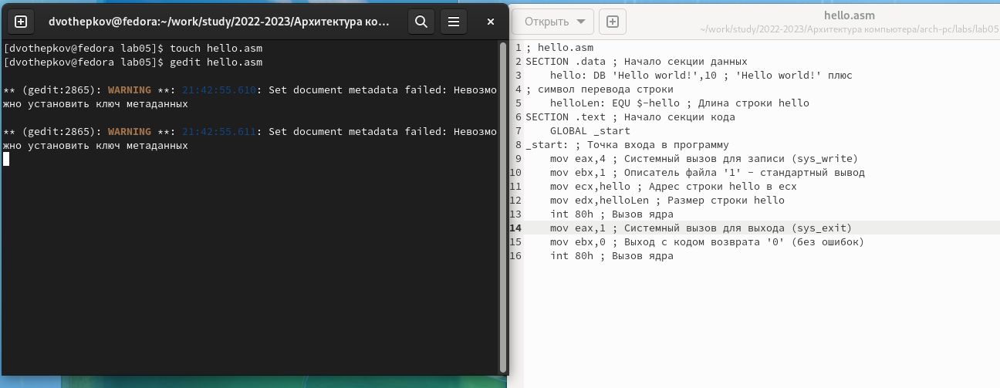 dvothepkov@fedora:~/work/study/2022-2023/Архитектура ко...
[dvothepkov@fedora lab05]$ touch hello.asm
[dvothepkov@fedora lab05]$ gedit hello.asm
** (gedit:2865): WARNING **: 21:42:55.610: Set document metadata failed: Невозмо
жно установить ключ метаданных
** (gedit:2865): WARNING **: 21:42:55.611: Set document metadata failed: Невозмо
жно установить ключ метаданных
Открыть
hello.asm
~/work/study/2022-2023/Архитектура компьютера/arch-pc/labs/lab05
1 ; hello.asm
2 SECTION .data ; Начало секции данных
3     hello: DB 'Hello world!',10 ; 'Hello world!' плюс
4 ; символ перевода строки
5     helloLen: EQU $-hello ; Длина строки hello
6 SECTION .text ; Начало секции кода
7     GLOBAL _start
8 _start: ; Точка входа в программу
9     mov eax,4 ; Системный вызов для записи (sys_write)
10     mov ebx,1 ; Описатель файла '1' - стандартный вывод
11     mov ecx,hello ; Адрес строки hello в ecx
12     mov edx,helloLen ; Размер строки hello
13     int 80h ; Вызов ядра
14     mov eax,1 ; Системный вызов для выхода (sys_exit)
15     mov ebx,0 ; Выход с кодом возврата '0' (без ошибок)
16     int 80h ; Вызов ядра